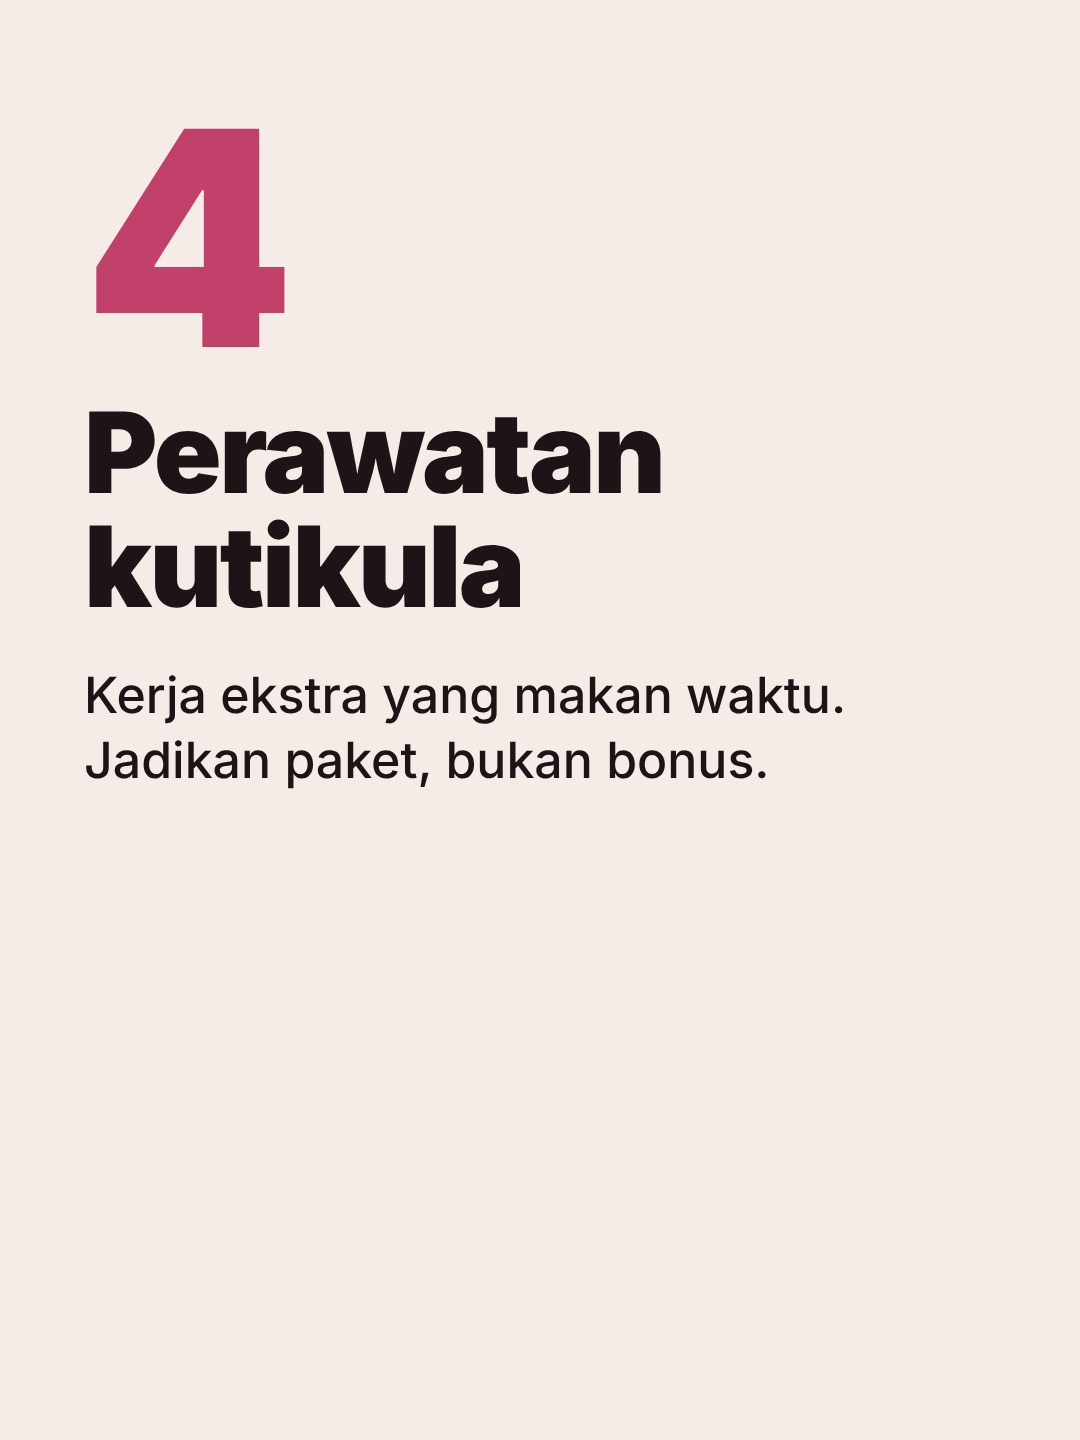 4
Perawatan
kutikula
Kerja ekstra yang makan waktu.
Jadikan paket, bukan bonus.